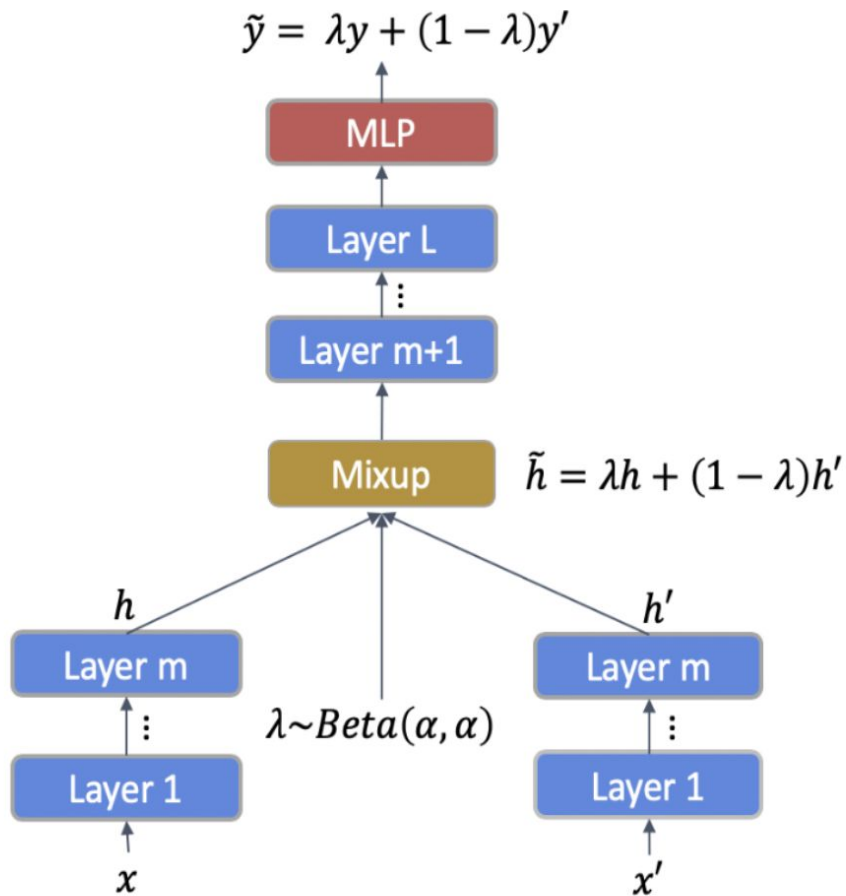 ỹ = λy + (1 − λ)y′
MLP
Layer L
⋮
Layer m+1
Mixup
h̃ = λh + (1 − λ)h′
h
h′
Layer m
Layer m
⋮
λ~Beta(α, α)
⋮
Layer 1
Layer 1
x
x′